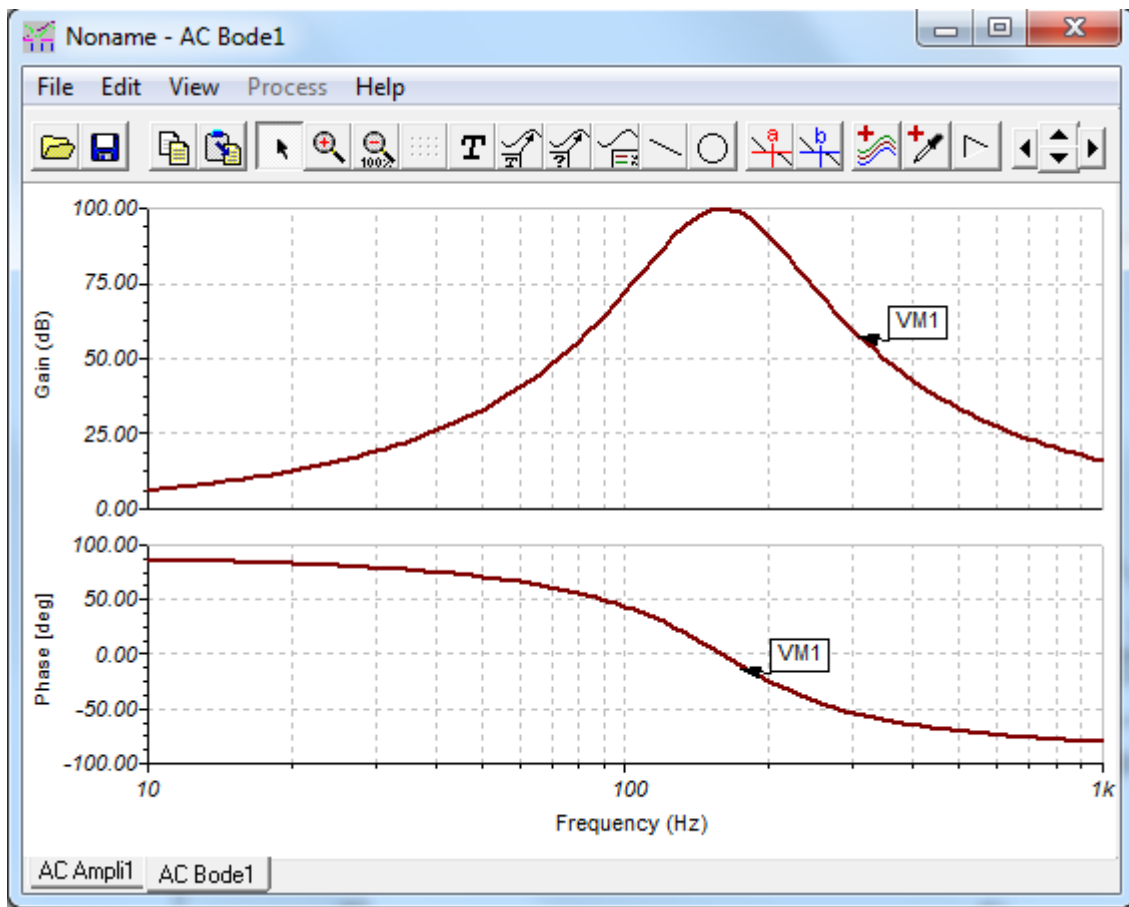 Noname - AC Bode1
File Edit View Process Help
100% T T ? = x a b
100.00
75.00
50.00
25.00
0.00
Gain (dB)
VM1
100.00
50.00
0.00
-50.00
-100.00
Phase [deg]
VM1
10 100 1k
Frequency (Hz)
AC Ampli1 AC Bode1